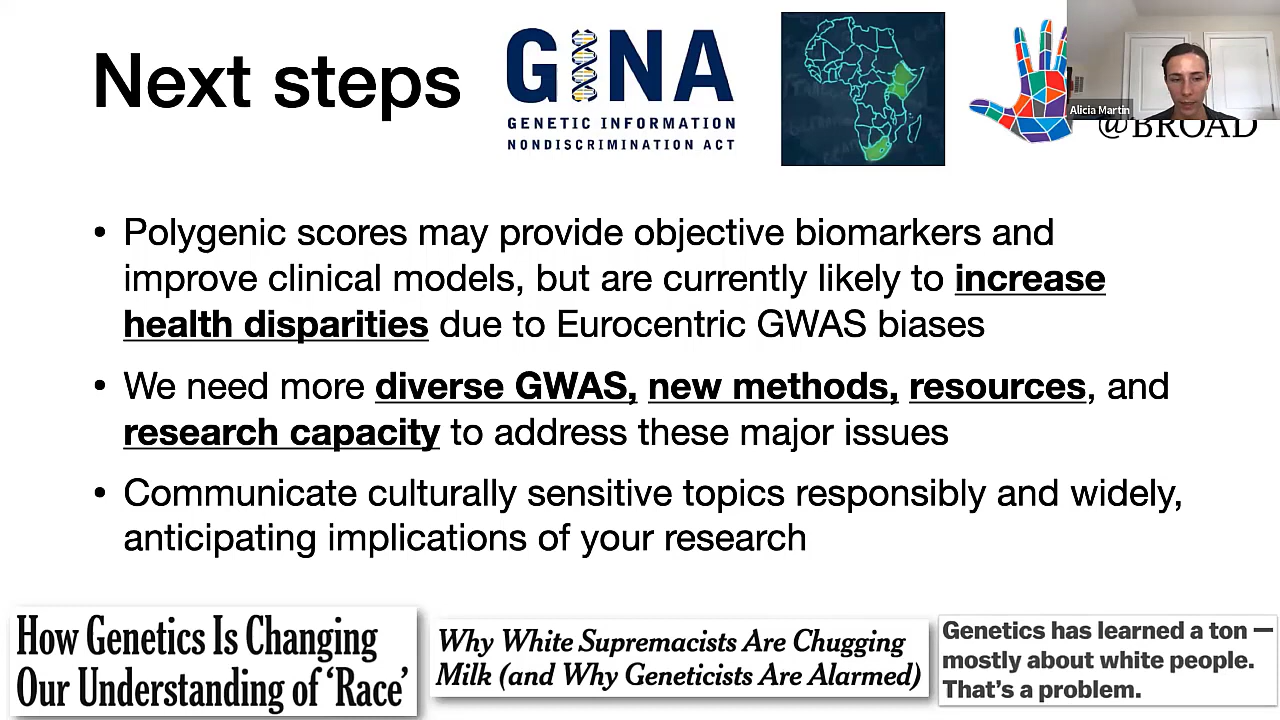 Next steps
GINA
GENETIC INFORMATION
NONDISCRIMINATION ACT
Alicia Martin
@BROAD
• Polygenic scores may provide objective biomarkers and
improve clinical models, but are currently likely to increase
health disparities due to Eurocentric GWAS biases
• We need more diverse GWAS, new methods, resources, and
research capacity to address these major issues
• Communicate culturally sensitive topics responsibly and widely,
anticipating implications of your research
How Genetics Is Changing
Our Understanding of ‘Race’
Why White Supremacists Are Chugging
Milk (and Why Geneticists Are Alarmed)
Genetics has learned a ton —
mostly about white people.
That’s a problem.